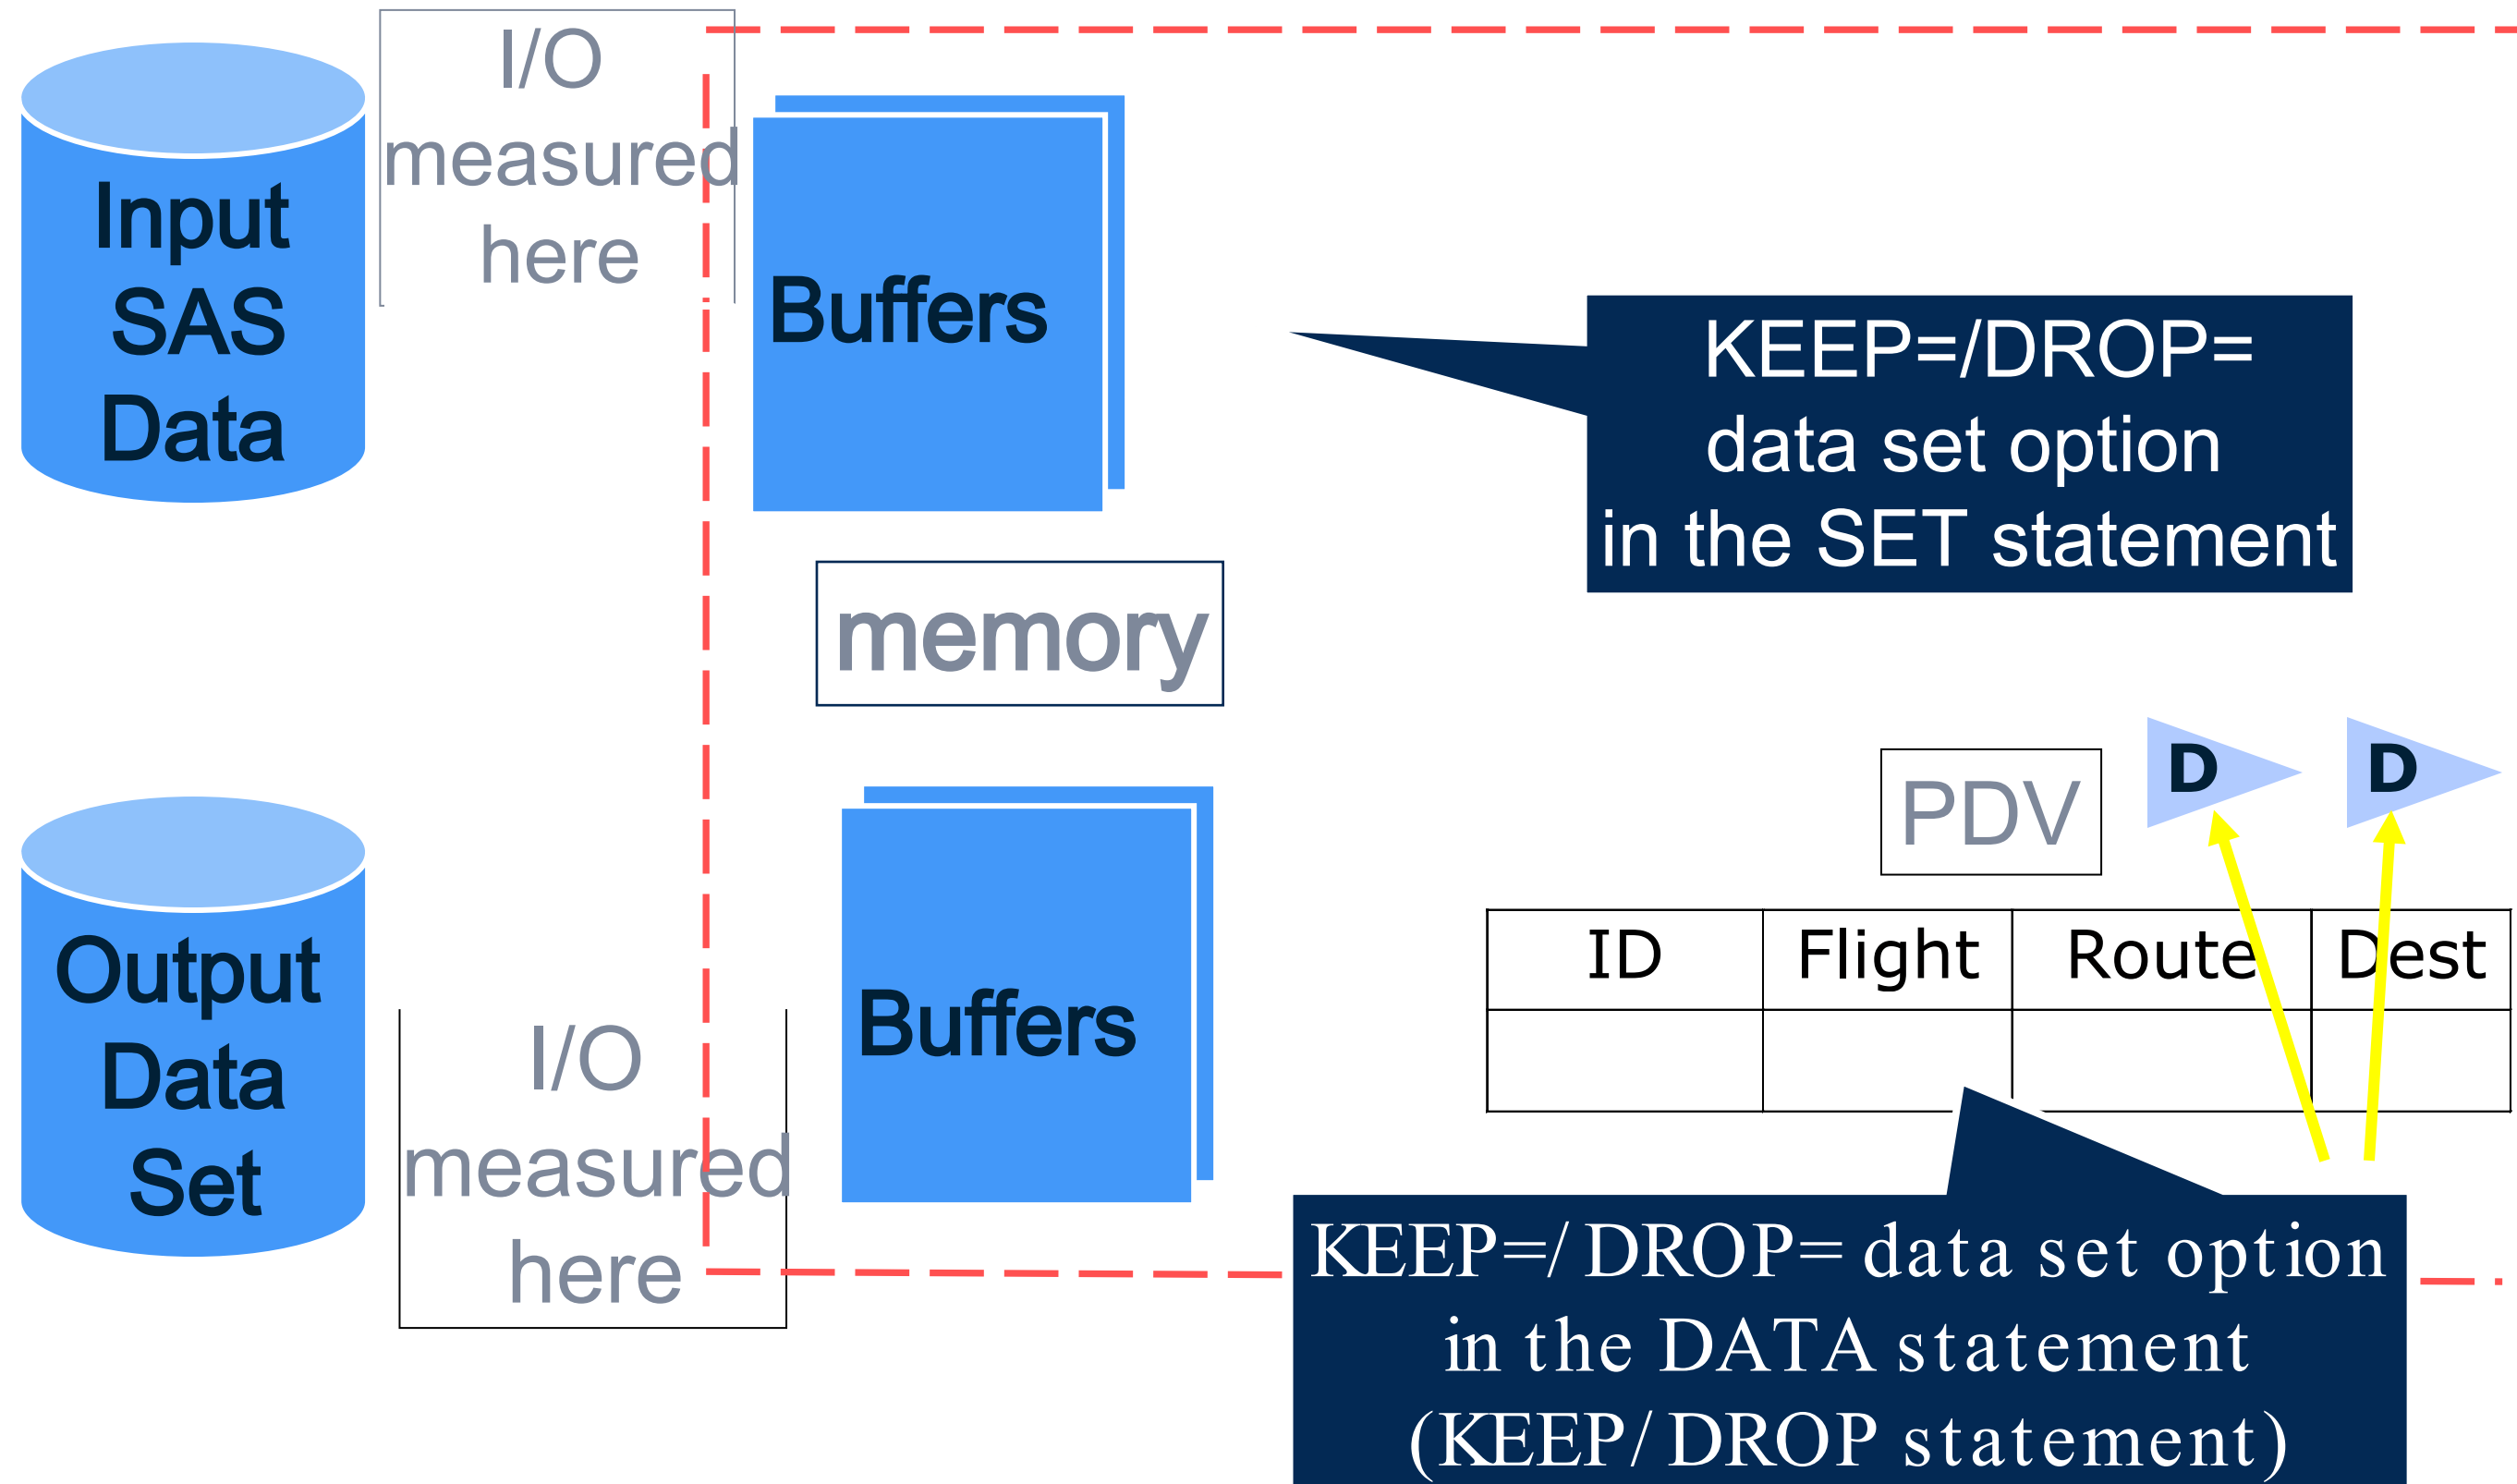 I/O
measured
here
Input
SAS
Data
Buffers
KEEP=/DROP=
data set option
in the SET statement
memory
PDV
D
D
ID
Flight
Route
Dest
Output
Data
Set
I/O
measured
here
Buffers
KEEP=/ DROP= data set option
in the DATA statement
(KEEP/ DROP statement)